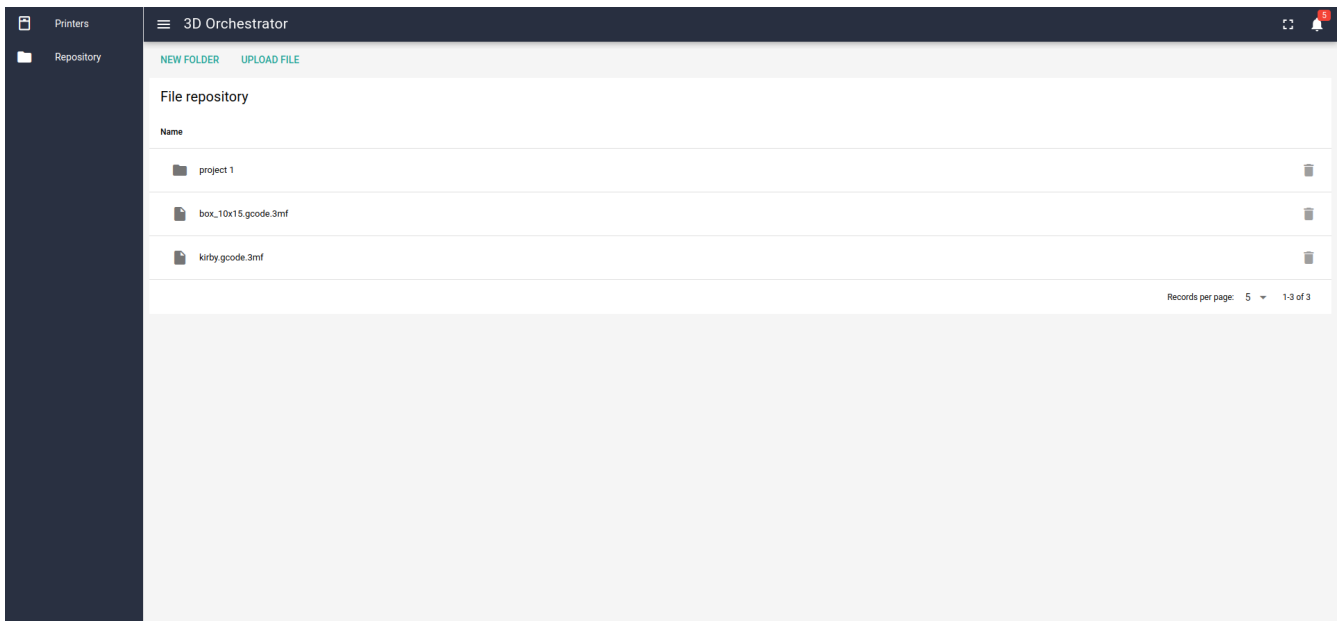 Printers
Repository
3D Orchestrator
5
NEW FOLDER UPLOAD FILE
File repository
Name
project 1
box_10x15.gcode.3mf
kirby.gcode.3mf
Records per page: 5 1-3 of 3